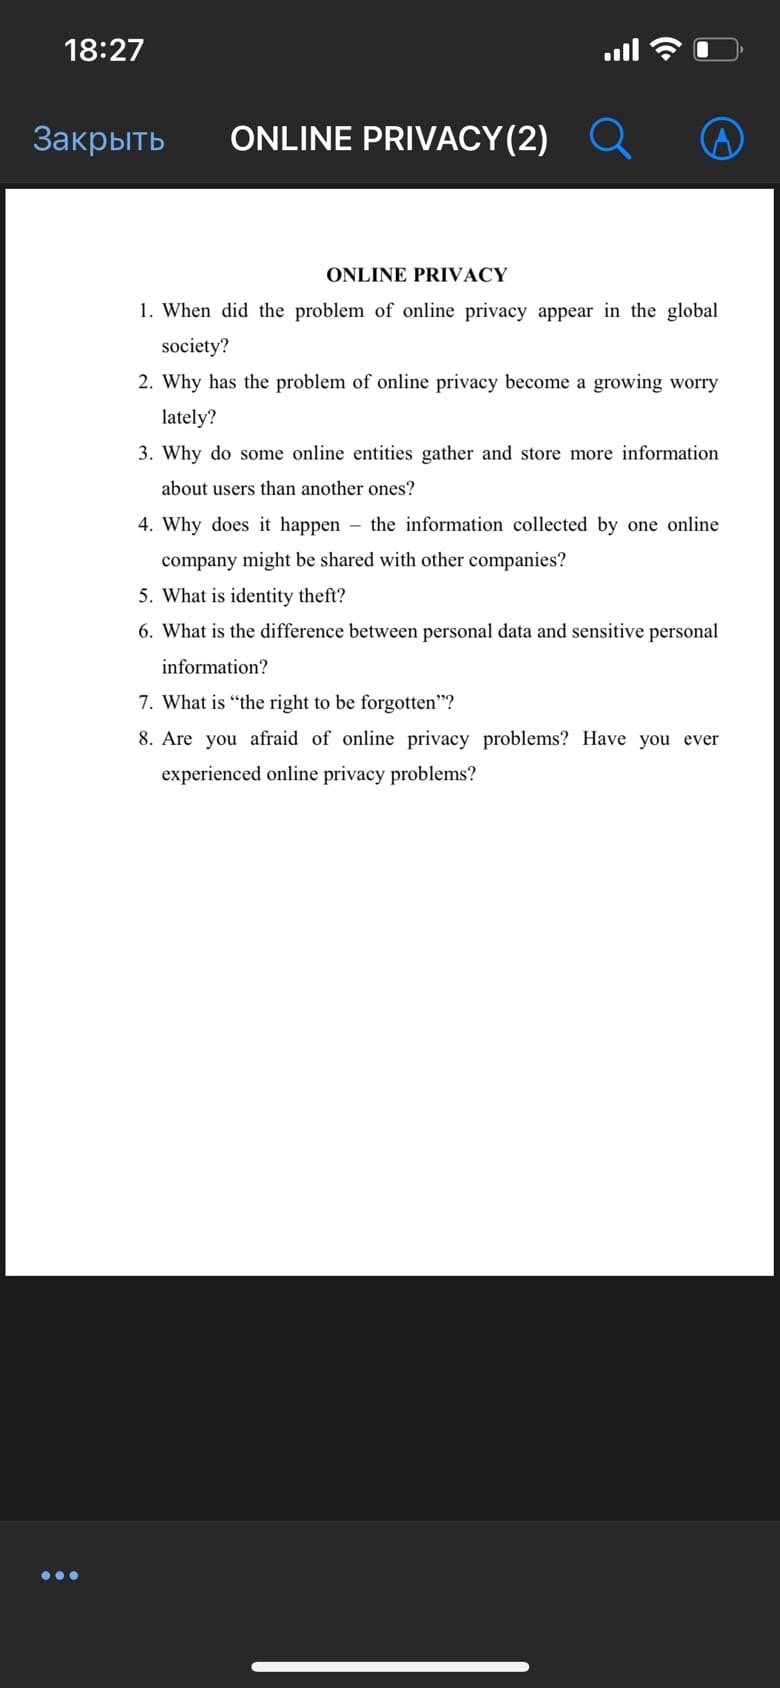 18:27
Закрыть ONLINE PRIVACY(2)
ONLINE PRIVACY
1. When did the problem of online privacy appear in the global
society?
2. Why has the problem of online privacy become a growing worry
lately?
3. Why do some online entities gather and store more information
about users than another ones?
4. Why does it happen – the information collected by one online
company might be shared with other companies?
5. What is identity theft?
6. What is the difference between personal data and sensitive personal
information?
7. What is “the right to be forgotten”?
8. Are you afraid of online privacy problems? Have you ever
experienced online privacy problems?